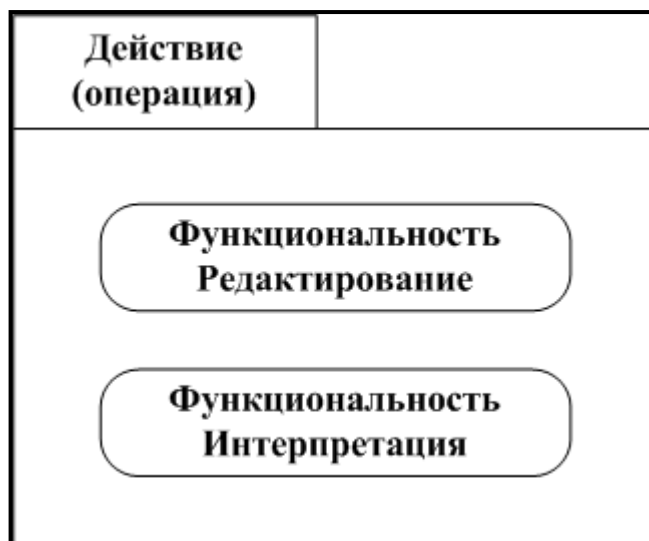 Действие
(операция)
Функциональность
Редактирование
Функциональность
Интерпретация